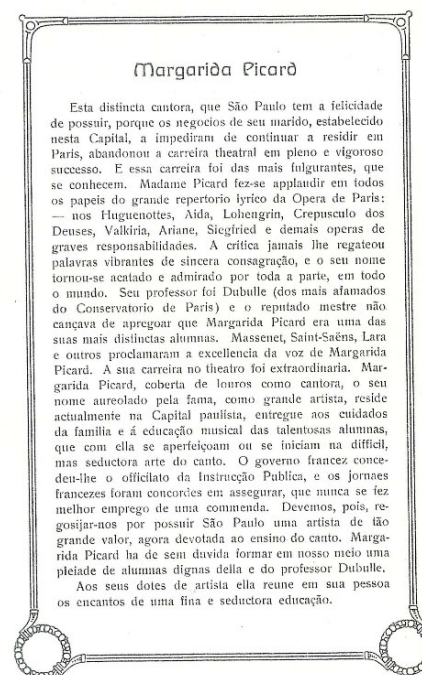 Margarida Picard
Esta distincta cantora, que São Paulo tem a felicidade
de possuir, porque os negocios de seu marido, estabelecido
nesta Capital, a impediram de continuar a residir em
Paris, abandonou a carreira theatral em pleno e vigoroso
successo. E essa carreira foi das mais fulgurantes, que
se conhecem. Madame Picard fez-se applaudir em todos
os papeis do grande repertorio lyrico da Opera de Paris:
— nos Huguenottes, Aida, Lohengrin, Crepusculo dos
Deuses, Valkiria, Ariane, Siegfried e demais operas de
graves responsabilidades. A critica jamais lhe regateou
palavras vibrantes de sincera consagração, e o seu nome
tornou-se acatado e admirado por toda a parte, em todo
o mundo. Seu professor foi Dubulle (dos mais afamados
do Conservatorio de Paris) e o reputado mestre não
cançava de apregoar que Margarida Picard era uma das
suas mais distinctas alumnas. Massenet, Saint-Saëns, Lara
e outros proclamaram a excellencia da voz de Margarida
Picard. A sua carreira no theatro foi extraordinaria. Mar-
garida Picard, coberta de louros como cantora, o seu
nome aureolado pela fama, como grande artista, reside
actualmente na Capital paulista, entregue aos cuidados
da familia e á educação musical das talentosas alumnas,
que com ella se aperfeiçoam ou se iniciam na difficil,
mas seductora arte do canto. O governo francez conce-
deu-lhe o officilato da Instrucção Publica, e os jornaes
francezes foram concordes em assegurar, que nunca se fez
melhor emprego de uma commenda. Devemos, pois, re-
gosijar-nos por possuir São Paulo uma artista de tão
grande valor, agora devotada ao ensino do canto. Marga-
rida Picard ha de sem duvida formar em nosso meio uma
pleiade de alumnas dignas della e do professor Dubulle.
Aos seus dotes de artista ella reune em sua pessoa
os encantos de uma fina e seductora educação.